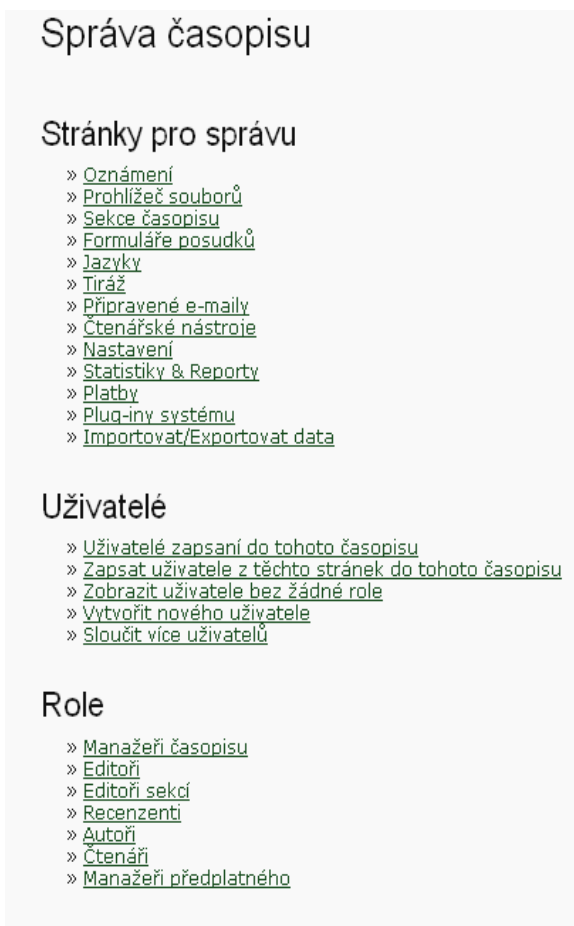 Správa časopisu
Stránky pro správu
» Oznámení
» Prohlížeč souborů
» Sekce časopisu
» Formuláře posudků
» Jazyky
» Tiráž
» Připravené e-maily
» Čtenářské nástroje
» Nastavení
» Statistiky & Reporty
» Platby
» Plug-iny systému
» Importovat/Exportovat data
Uživatelé
» Uživatelé zapsaní do tohoto časopisu
» Zapsat uživatele z těchto stránek do tohoto časopisu
» Zobrazit uživatele bez žádné role
» Vytvořit nového uživatele
» Sloučit více uživatelů
Role
» Manažeři časopisu
» Editoři
» Editoři sekcí
» Recenzenti
» Autoři
» Čtenáři
» Manažeři předplatného